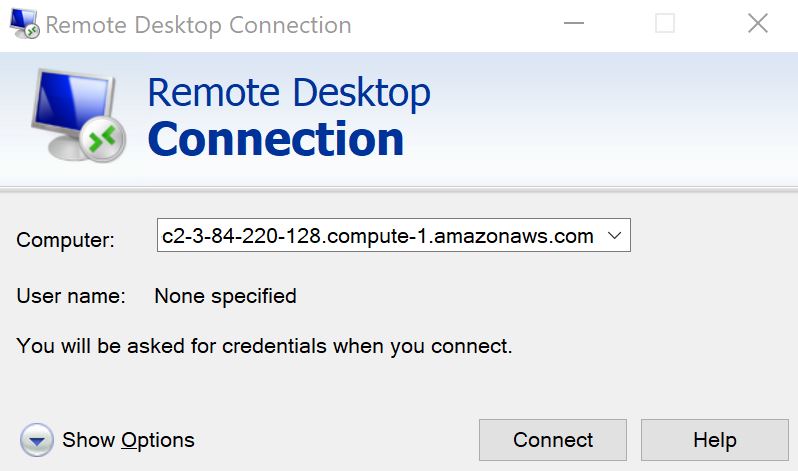 Remote Desktop Connection
Remote Desktop
Connection
Computer: c2-3-84-220-128.compute-1.amazonaws.com
User name: None specified
You will be asked for credentials when you connect.
Show Options
Connect
Help